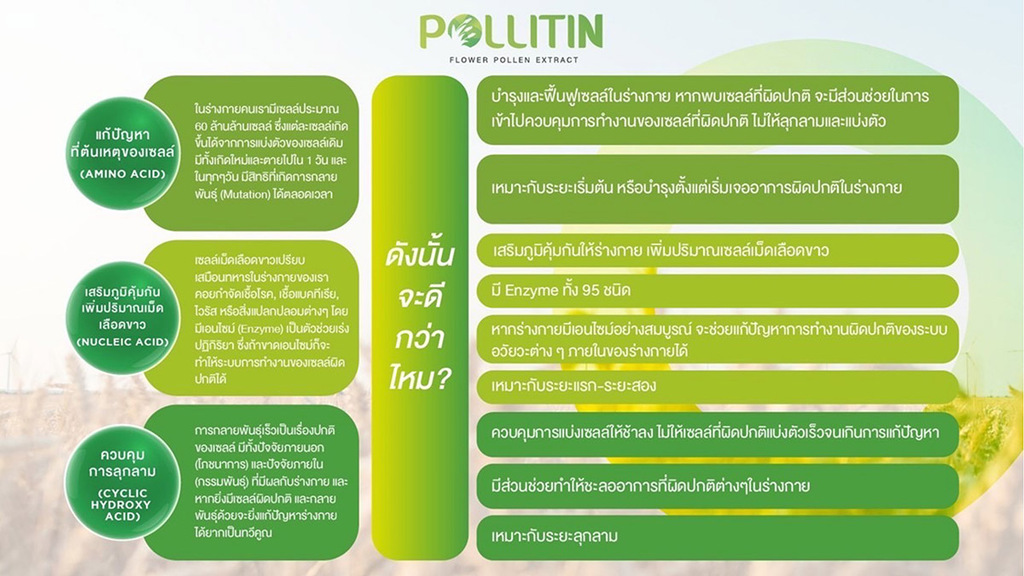 POLLITIN
FLOWER POLLEN EXTRACT
แก้ปัญหา
ที่ต้นเหตุของเซลล์
(AMINO ACID)
ในร่างกายคนเรามีเซลล์ประมาณ
60 ล้านล้านเซลล์ ซึ่งแต่ละเซลล์เกิด
ขึ้นได้จากการแบ่งตัวของเซลล์เดิม
มีทั้งเกิดใหม่และตายไปใน 1 วัน และ
ในทุกๆวัน มีสิทธิที่เกิดการกลาย
พันธุ์ (Mutation) ได้ตลอดเวลา
เสริมภูมิคุ้มกัน
เพิ่มปริมาณเม็ด
เลือดขาว
(NUCLEIC ACID)
เซลล์เม็ดเลือดขาวเปรียบ
เสมือนทหารในร่างกายของเรา
คอยกำจัดเชื้อโรค, เชื้อแบคทีเรีย,
ไวรัส หรือสิ่งแปลกปลอมต่างๆ โดย
มีเอนไซม์ (Enzyme) เป็นตัวช่วยเร่ง
ปฏิกิริยา ซึ่งถ้าขาดเอนไซม์ก็จะ
ทำให้ระบบการทำงานของเซลล์ผิด
ปกติได้
ควบคุม
การลุกลาม
(CYCLIC
HYDROXY
ACID)
การกลายพันธุ์เร็วเป็นเรื่องปกติ
ของเซลล์ มีทั้งปัจจัยภายนอก
(โภชนาการ) และปัจจัยภายใน
(กรรมพันธุ์) ที่มีผลกับร่างกาย และ
หากยิ่งมีเซลล์ผิดปกติ และกลาย
พันธุ์ด้วยจะยิ่งแก้ปัญหาร่างกาย
ได้ยากเป็นทวีคูณ
ดังนั้น
จะดี
กว่า
ไหม?
บำรุงและฟื้นฟูเซลล์ในร่างกาย หากพบเซลล์ที่ผิดปกติ จะมีส่วนช่วยในการ
เข้าไปควบคุมการทำงานของเซลล์ที่ผิดปกติ ไม่ให้ลุกลามและแบ่งตัว
เหมาะกับระยะเริ่มต้น หรือบำรุงตั้งแต่เริ่มเจออาการผิดปกติในร่างกาย
เสริมภูมิคุ้มกันให้ร่างกาย เพิ่มปริมาณเซลล์เม็ดเลือดขาว
มี Enzyme ทั้ง 95 ชนิด
หากร่างกายมีเอนไซม์อย่างสมบูรณ์ จะช่วยแก้ปัญหาการทำงานผิดปกติของระบบ
อวัยวะต่าง ๆ ภายในของร่างกายได้
เหมาะกับระยะแรก-ระยะสอง
ควบคุมการแบ่งเซลล์ให้ช้าลง ไม่ให้เซลล์ที่ผิดปกติแบ่งตัวเร็วจนเกินการแก้ปัญหา
มีส่วนช่วยทำให้ชะลออาการที่ผิดปกติต่างๆในร่างกาย
เหมาะกับระยะลุกลาม